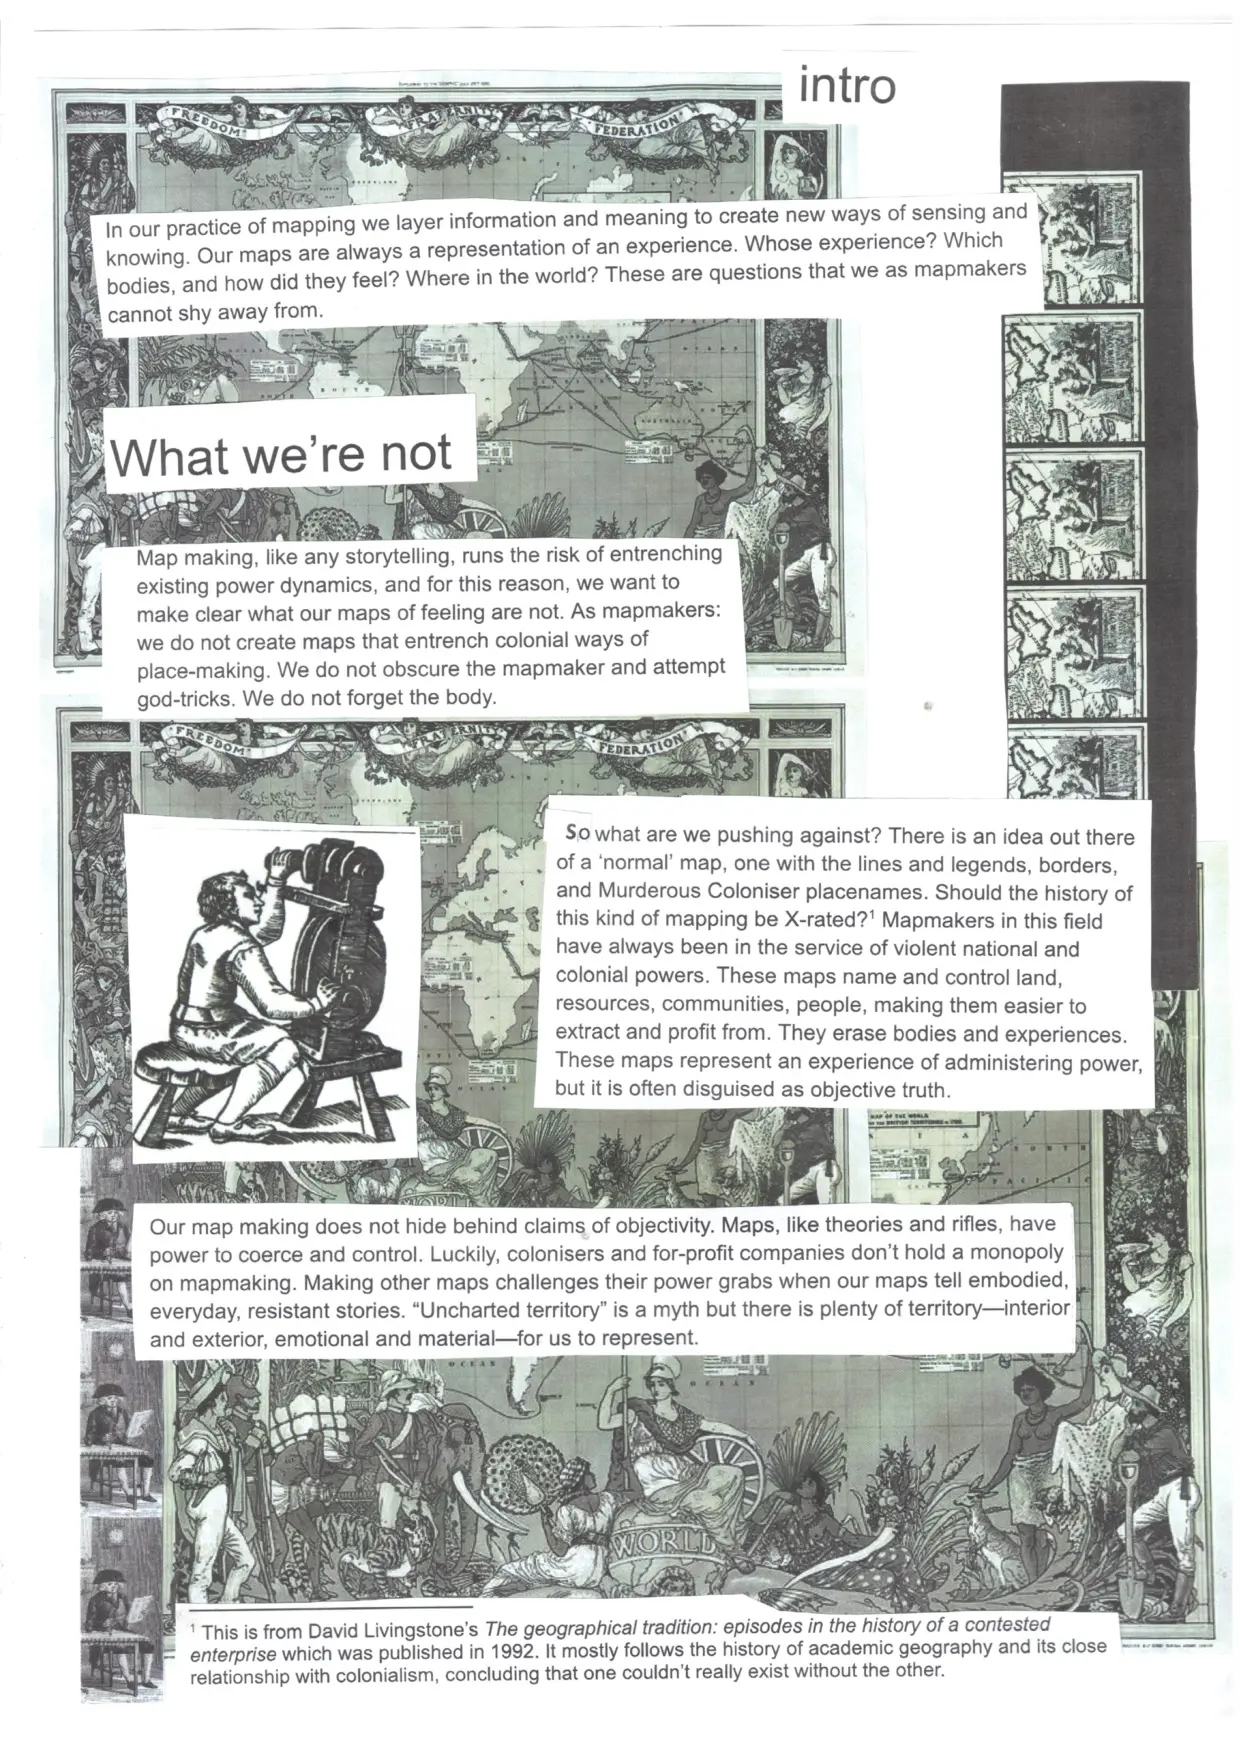 intro
FREEDOM
FRATERNITY
FEDERATION
In our practice of mapping we layer information and meaning to create new ways of sensing and
knowing. Our maps are always a representation of an experience. Whose experience? Which
bodies, and how did they feel? Where in the world? These are questions that we as mapmakers
cannot shy away from.
What we're not
Map making, like any storytelling, runs the risk of entrenching
existing power dynamics, and for this reason, we want to
make clear what our maps of feeling are not. As mapmakers:
we do not create maps that entrench colonial ways of
place-making. We do not obscure the mapmaker and attempt
god-tricks. We do not forget the body.
FREEDOM
FRATERNITY
FEDERATION
So what are we pushing against? There is an idea out there
of a ‘normal’ map, one with the lines and legends, borders,
and Murderous Coloniser placenames. Should the history of
this kind of mapping be X-rated?¹ Mapmakers in this field
have always been in the service of violent national and
colonial powers. These maps name and control land,
resources, communities, people, making them easier to
extract and profit from. They erase bodies and experiences.
These maps represent an experience of administering power,
but it is often disguised as objective truth.
MAP OF THE WORLD
WORLD
Our map making does not hide behind claims of objectivity. Maps, like theories and rifles, have
power to coerce and control. Luckily, colonisers and for-profit companies don't hold a monopoly
on mapmaking. Making other maps challenges their power grabs when our maps tell embodied,
everyday, resistant stories. “Uncharted territory” is a myth but there is plenty of territory—interior
and exterior, emotional and material—for us to represent.
OCEAN
OCEAN
WORLD
¹ This is from David Livingstone's The geographical tradition: episodes in the history of a contested
enterprise which was published in 1992. It mostly follows the history of academic geography and its close
relationship with colonialism, concluding that one couldn't really exist without the other.